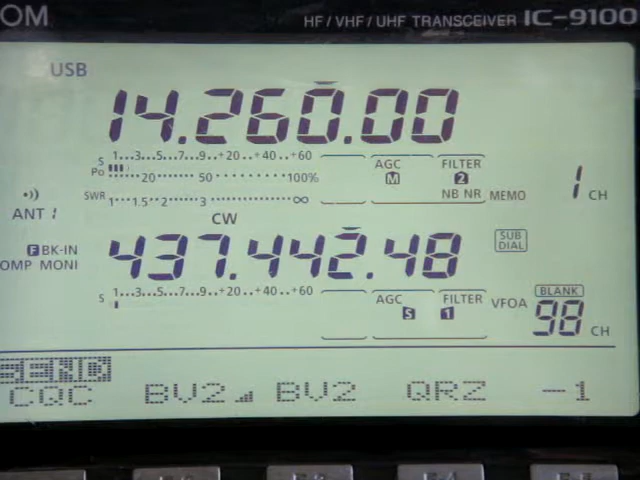 OM HF/VHF/UHF TRANSCEIVER IC-9100
USB
14.260.00
S 1...3...5...7...9..+20..+40..+60
AGC FILTER
Po 20 50 100% M 2
NB NR MEMO 1 CH
SWR 1 1.5 2 3 ∞
ANT 1
CW
F BK-IN 437.442.48 SUB DIAL
OMP MONI
S 1...3...5...7...9..+20..+40..+60
AGC FILTER VFOA BLANK
S 1 98 CH
SEND
CQC BV2 BV2 QRZ -1